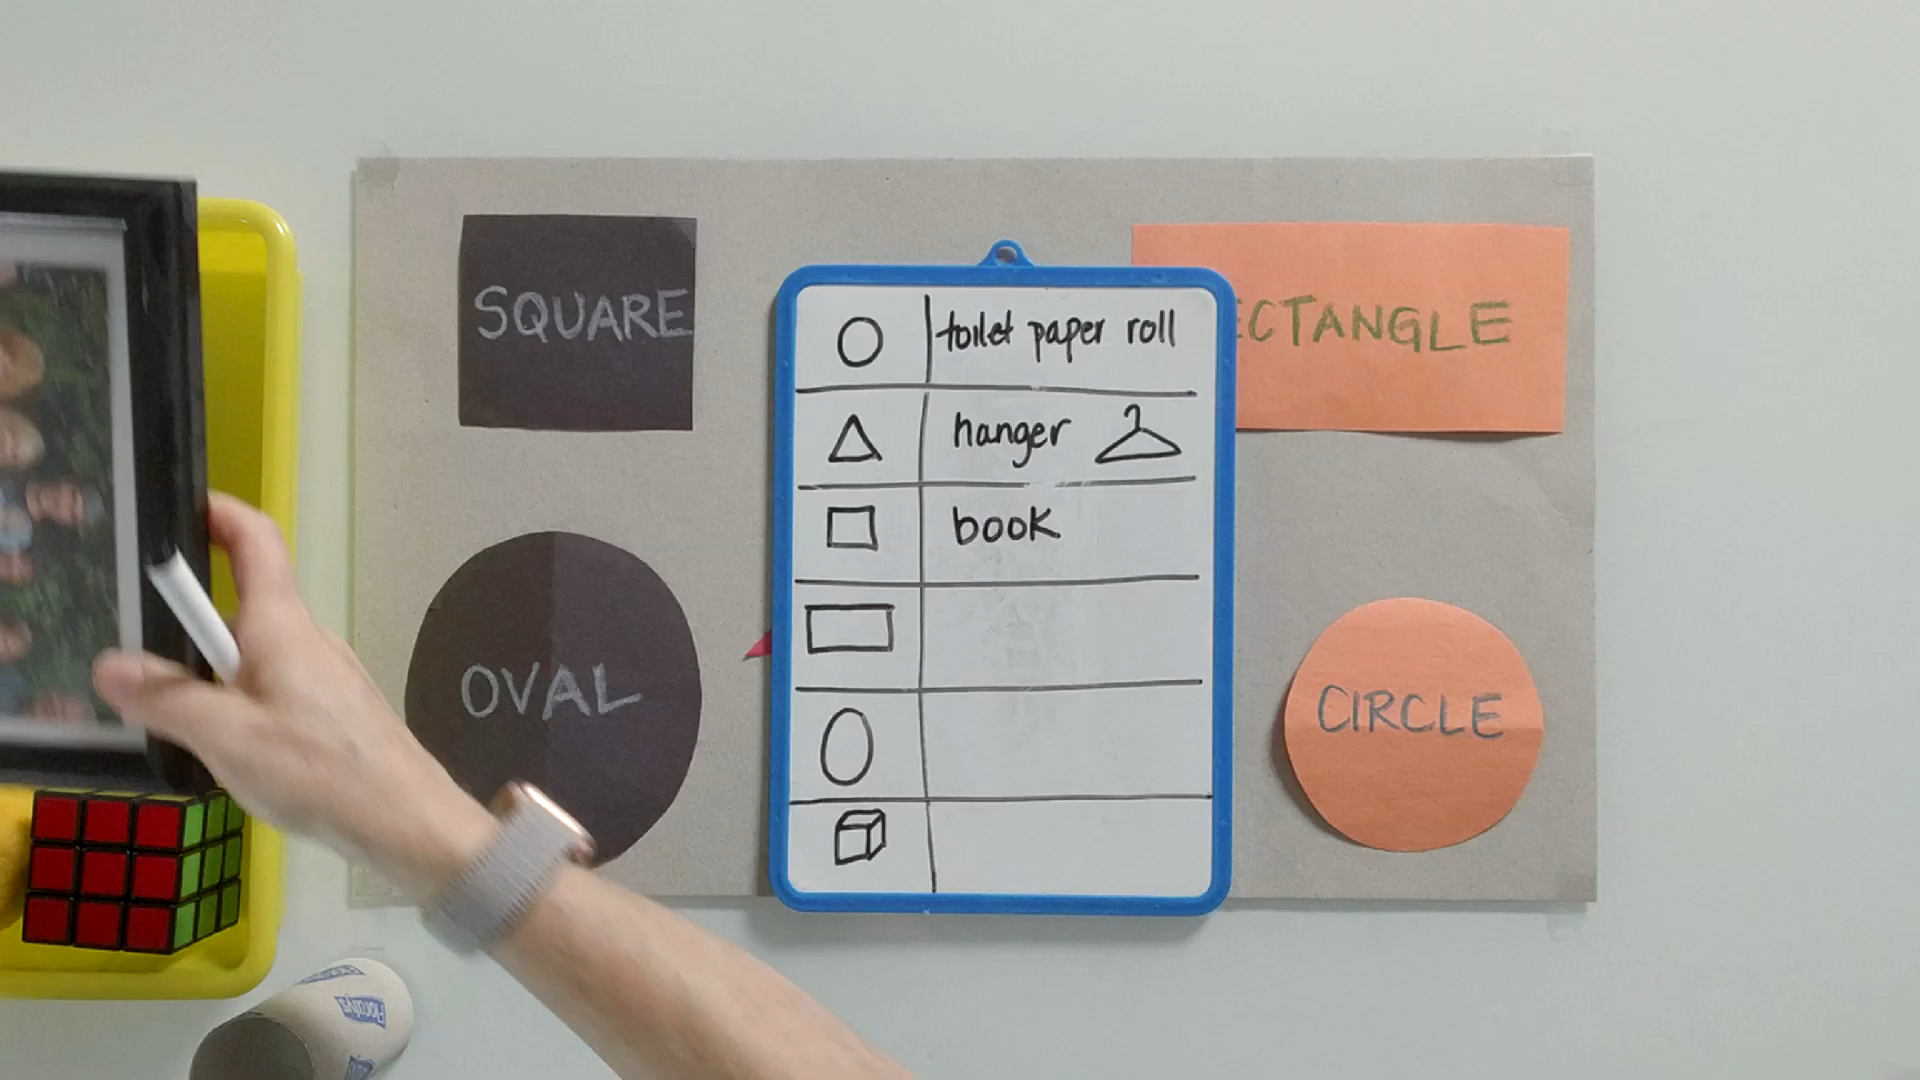 SQUARE
ECTANGLE
toilet paper roll
hanger
book
OVAL
CIRCLE